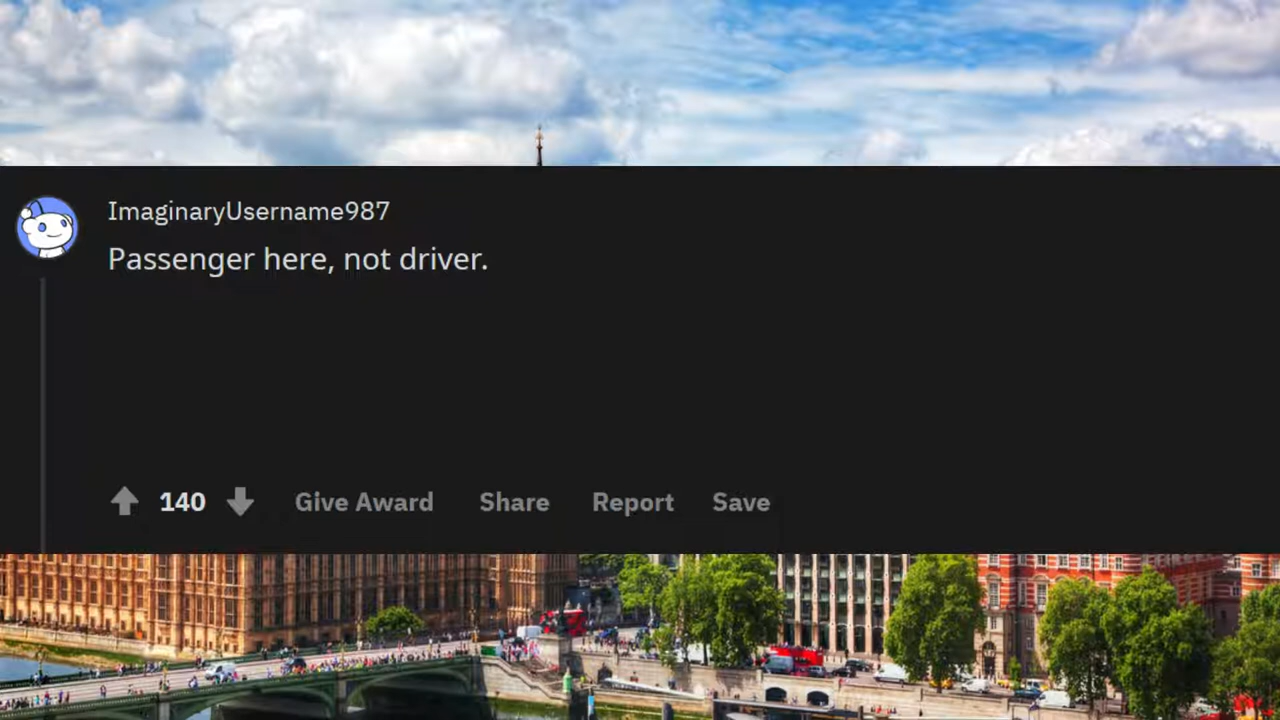 ImaginaryUsername987
Passenger here, not driver.
140 Give Award Share Report Save